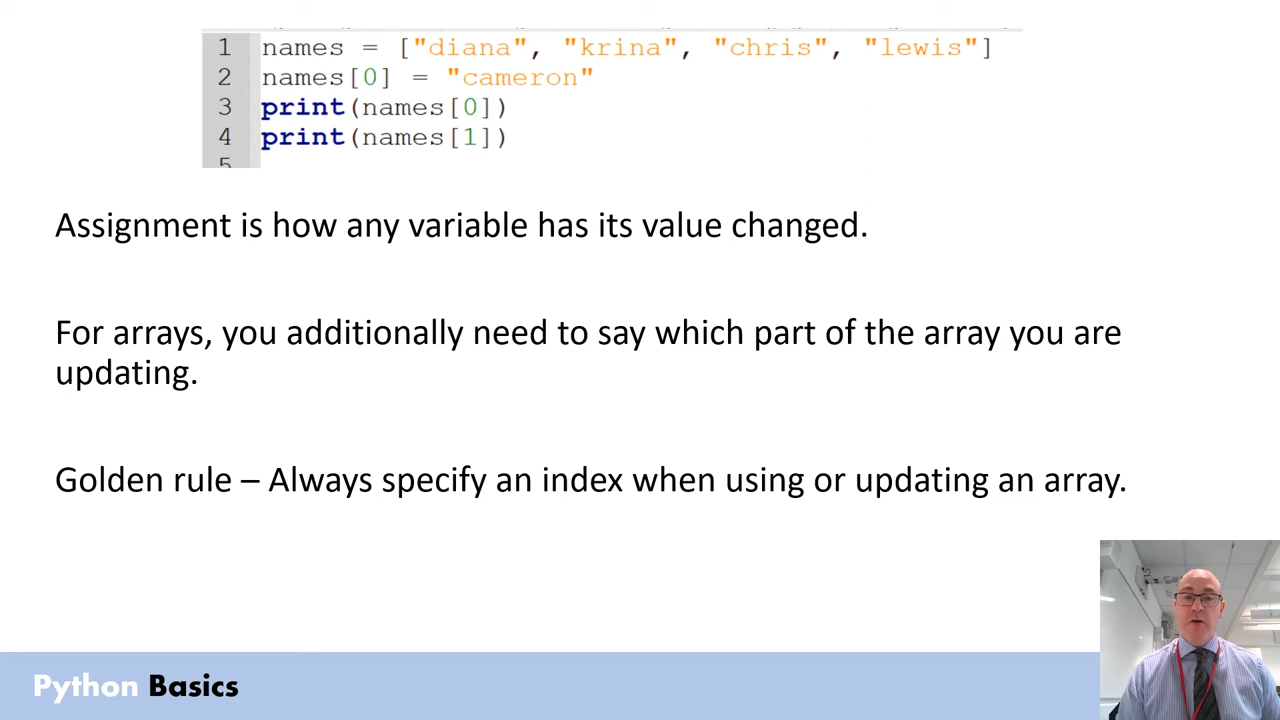 1 names = ["diana", "krina", "chris", "lewis"]
2 names[0] = "cameron"
3 print(names[0])
4 print(names[1])
5
Assignment is how any variable has its value changed.
For arrays, you additionally need to say which part of the array you are
updating.
Golden rule – Always specify an index when using or updating an array.
Python Basics